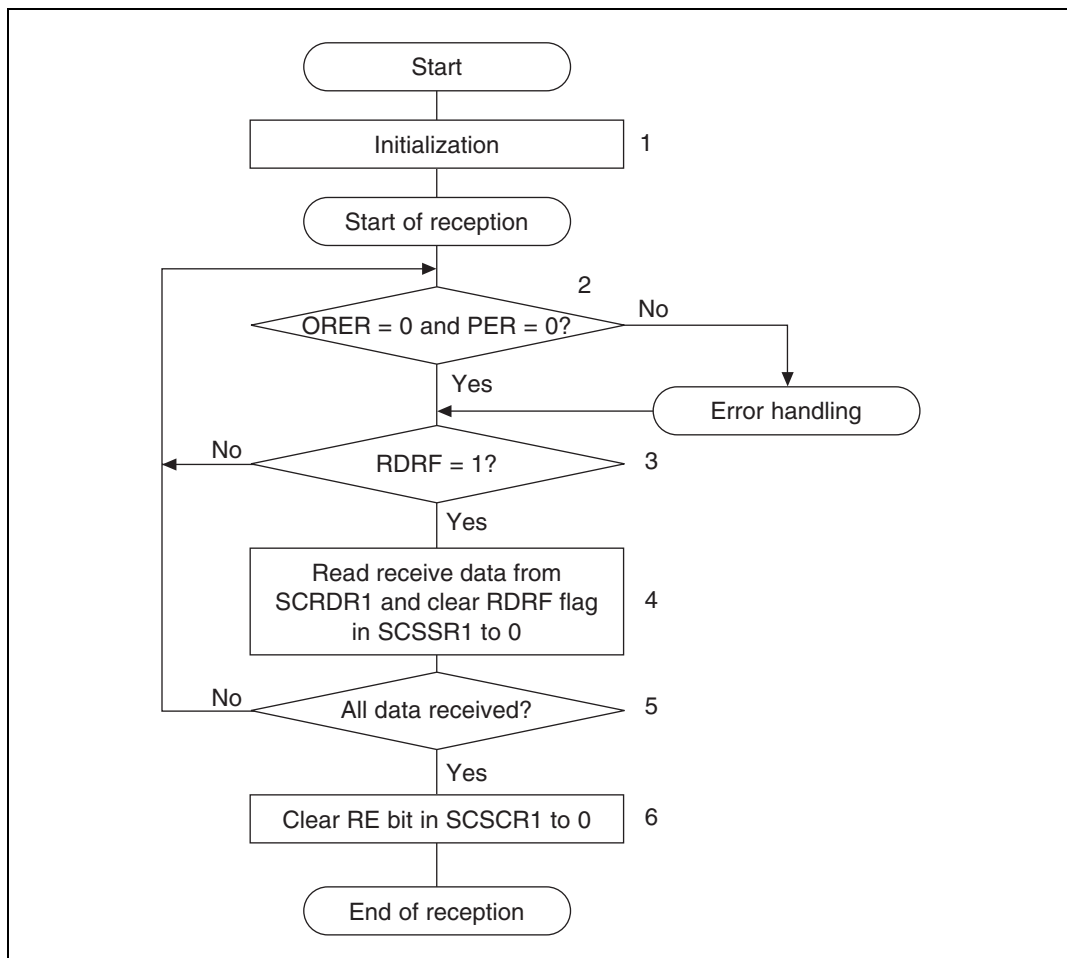 Start
Initialization
1
Start of reception
2
ORER = 0 and PER = 0?
No
Yes
Error handling
No
RDRF = 1?
3
Yes
Read receive data from
SCRDR1 and clear RDRF flag
in SCSSR1 to 0
4
No
All data received?
5
Yes
Clear RE bit in SCSCR1 to 0
6
End of reception